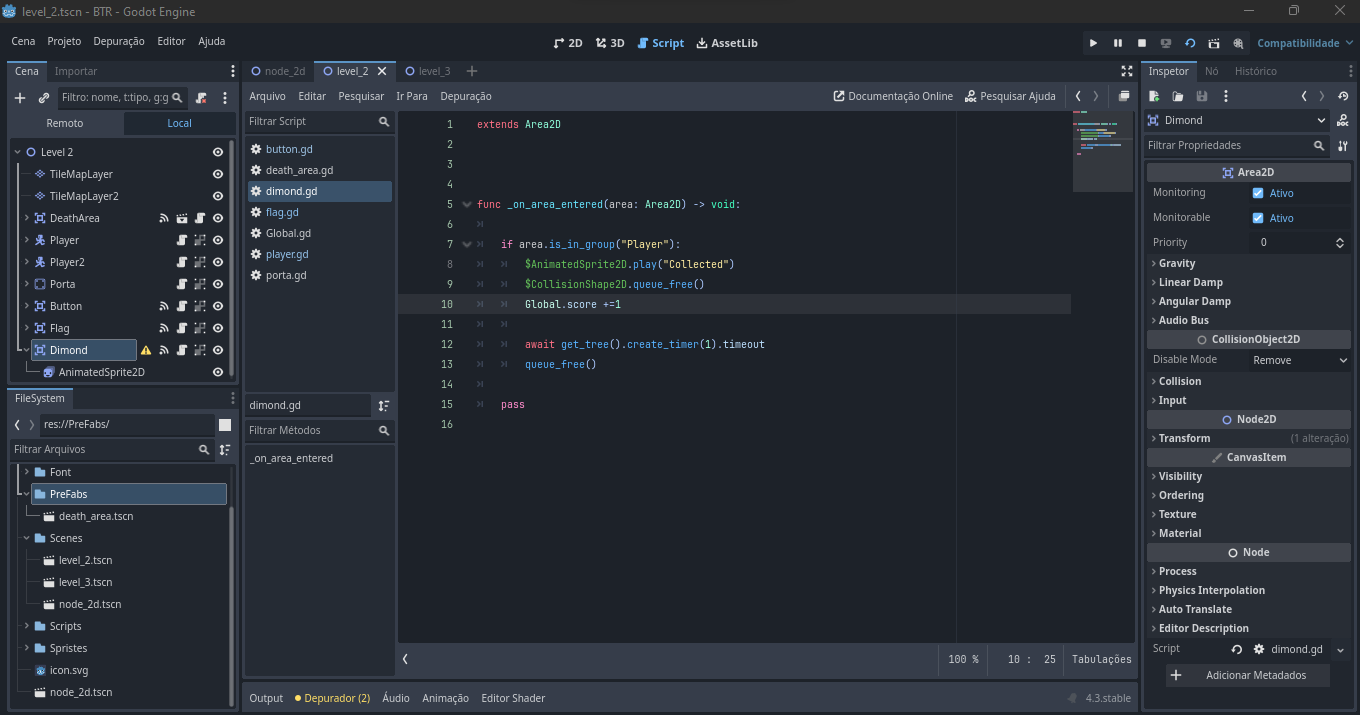 level_2.tscn - BTR - Godot Engine
Cena Projeto Depuração Editor Ajuda
2D 3D Script AssetLib
Compatibilidade
Cena Importar
Filtro: nome, t:tipo, g:g
Remoto Local
Level 2
TileMapLayer
TileMapLayer2
DeathArea
Player
Player2
Porta
Button
Flag
Dimond
AnimatedSprite2D
FileSystem
res://PreFabs/
Filtrar Arquivos
Font
PreFabs
death_area.tscn
Scenes
level_2.tscn
level_3.tscn
node_2d.tscn
Scripts
Spristes
icon.svg
node_2d.tscn
node_2d level_2 level_3
Arquivo Editar Pesquisar Ir Para Depuração
Documentação Online Pesquisar Ajuda
Filtrar Script
button.gd
death_area.gd
dimond.gd
flag.gd
Global.gd
player.gd
porta.gd
dimond.gd
Filtrar Métodos
_on_area_entered
1 extends Area2D
2
3
4
5 func _on_area_entered(area: Area2D) -> void:
6
7 if area.is_in_group("Player"):
8 $AnimatedSprite2D.play("Collected")
9 $CollisionShape2D.queue_free()
10 Global.score +=1
11
12 await get_tree().create_timer(1).timeout
13 queue_free()
14
15 pass
16
100 % 10 : 25 Tabulações
Output Depurador (2) Áudio Animação Editor Shader
4.3.stable
Inspetor Nó Histórico
Dimond
Filtrar Propriedades
Area2D
Monitoring Ativo
Monitorable Ativo
Priority 0
Gravity
Linear Damp
Angular Damp
Audio Bus
CollisionObject2D
Disable Mode Remove
Collision
Input
Node2D
Transform (1 alteração)
CanvasItem
Visibility
Ordering
Texture
Material
Node
Process
Physics Interpolation
Auto Translate
Editor Description
Script dimond.gd
Adicionar Metadados